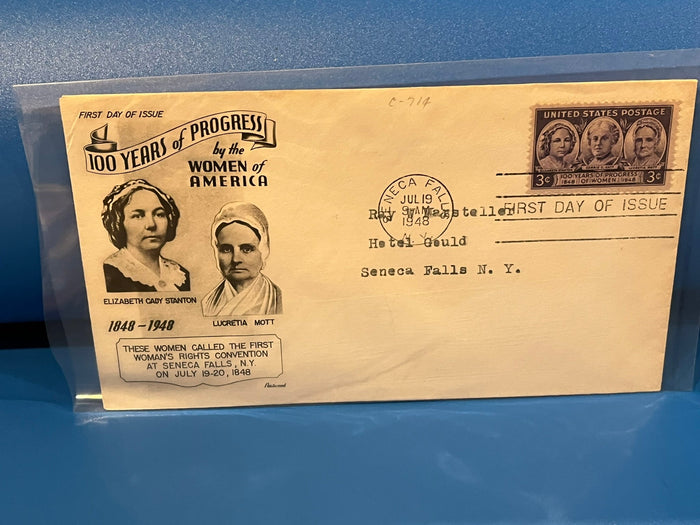 FIRST DAY OF ISSUE
100 YEARS of PROGRESS
by the
WOMEN of
AMERICA
ELIZABETH CADY STANTON
LUCRETIA MOTT
1848-1948
THESE WOMEN CALLED THE FIRST
WOMAN'S RIGHTS CONVENTION
AT SENECA FALLS, N.Y.
ON JULY 19-20, 1848
Fleetwood
C-714
UNITED STATES POSTAGE
3¢
100 YEARS OF PROGRESS
OF WOMEN
1848
1948
3¢
SENECA FALLS
JUL 19
9 AM
1948
N.Y.
FIRST DAY OF ISSUE
Hotel Gould
Seneca Falls N. Y.